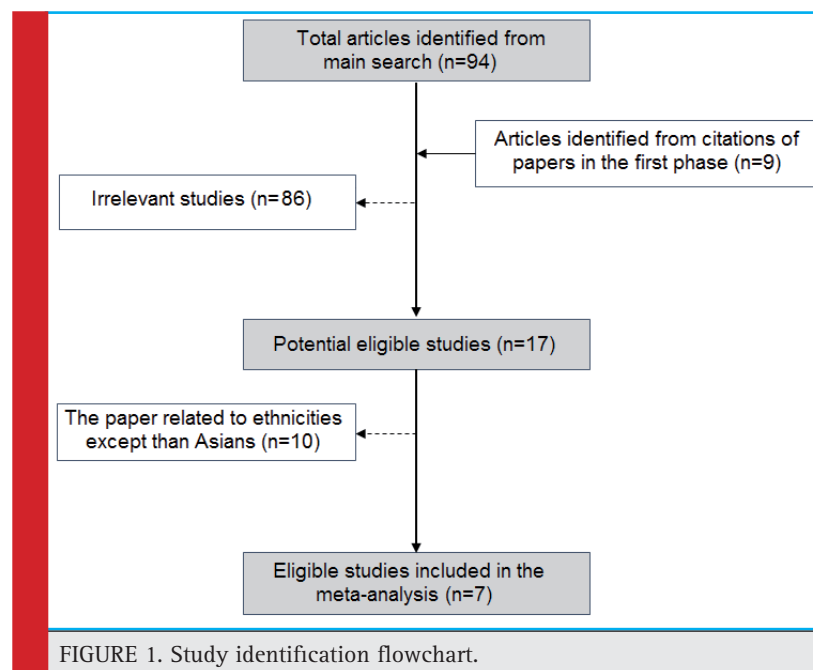 Total articles identified from
main search (n=94)
Articles identified from citations of
papers in the first phase (n=9)
Irrelevant studies (n=86)
Potential eligible studies (n=17)
The paper related to ethnicities
except than Asians (n=10)
Eligible studies included in the
meta-analysis (n=7)
FIGURE 1. Study identification flowchart.